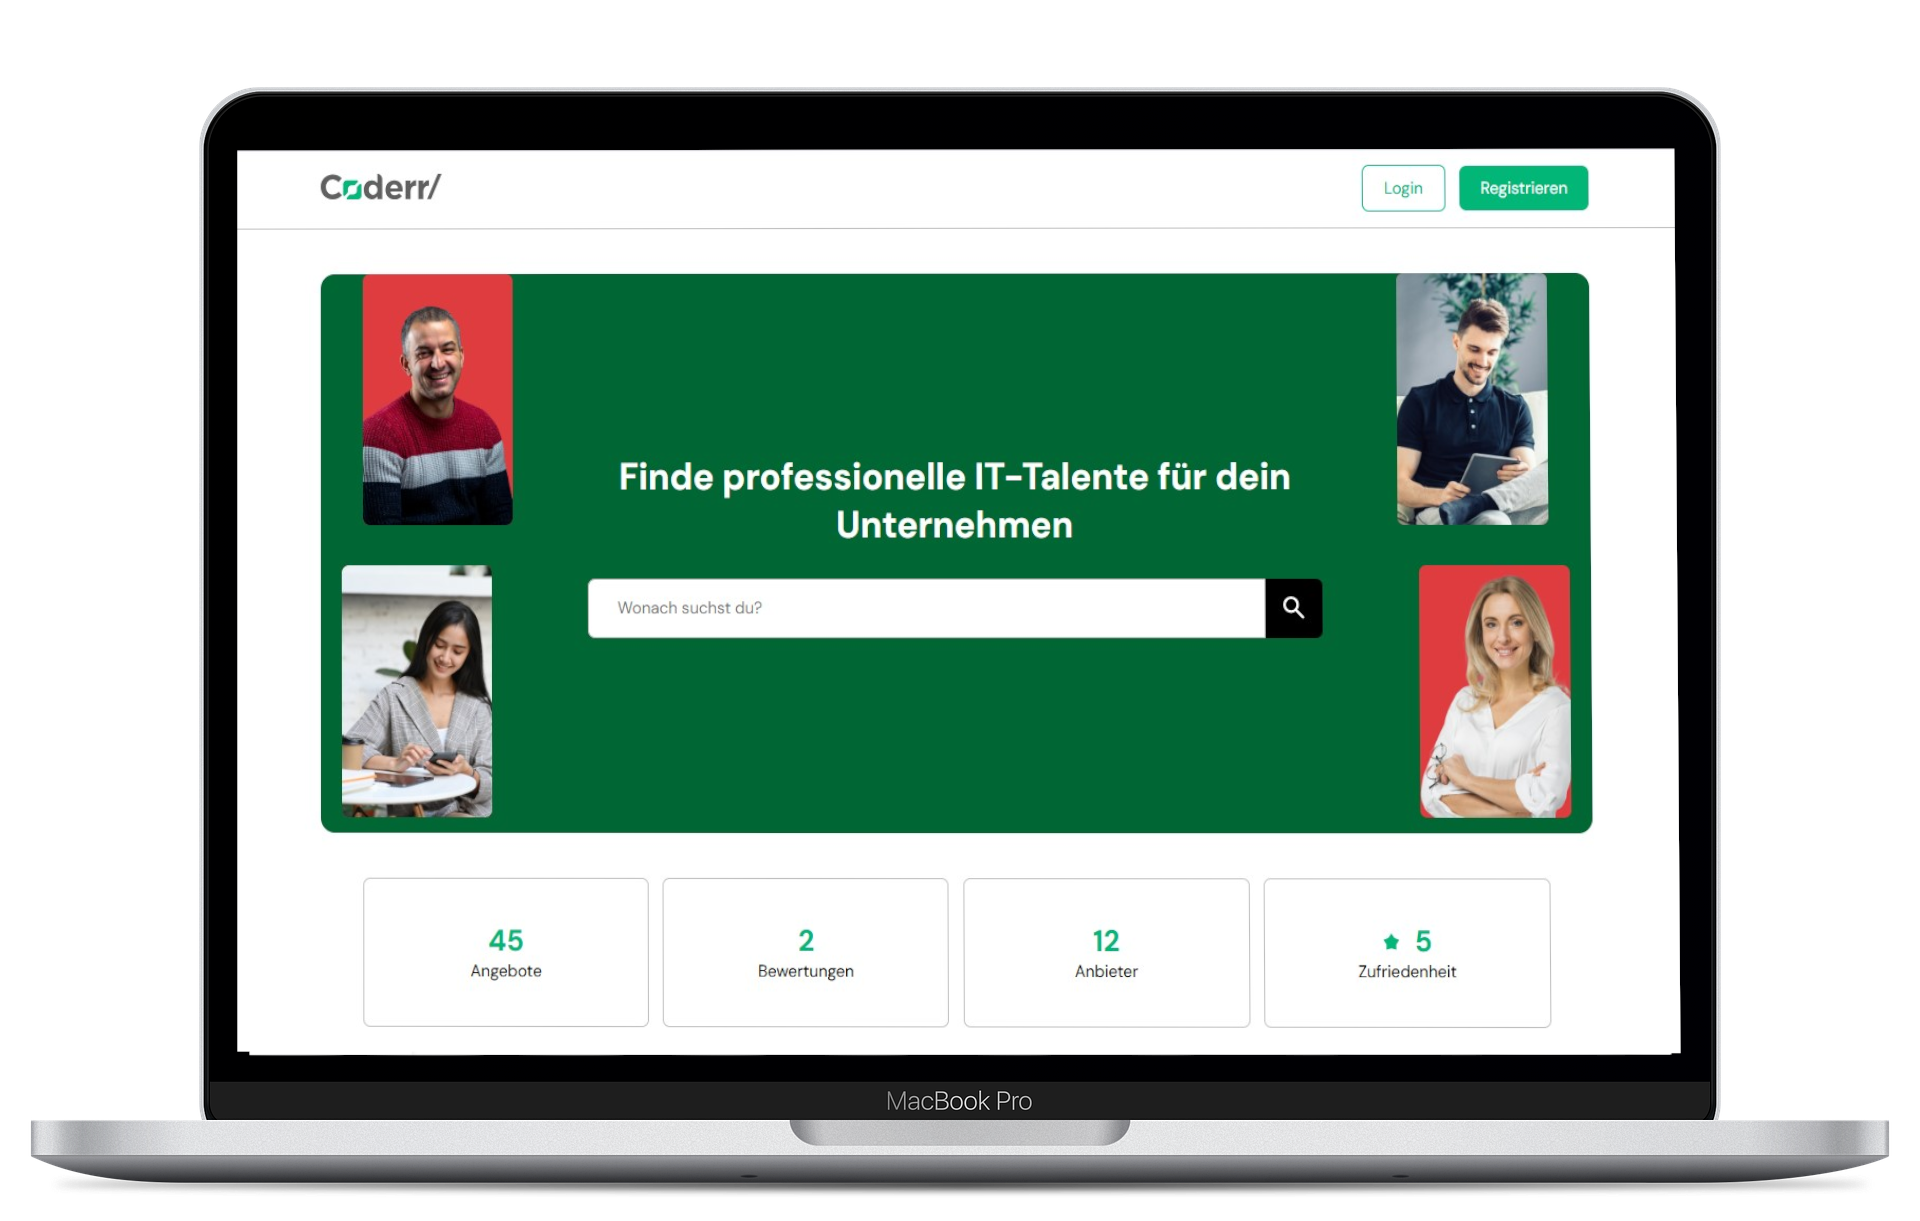 Coderr/
Login
Registrieren
Finde professionelle IT-Talente für dein
Unternehmen
Wonach suchst du?
45
Angebote
2
Bewertungen
12
Anbieter
5
Zufriedenheit
MacBook Pro